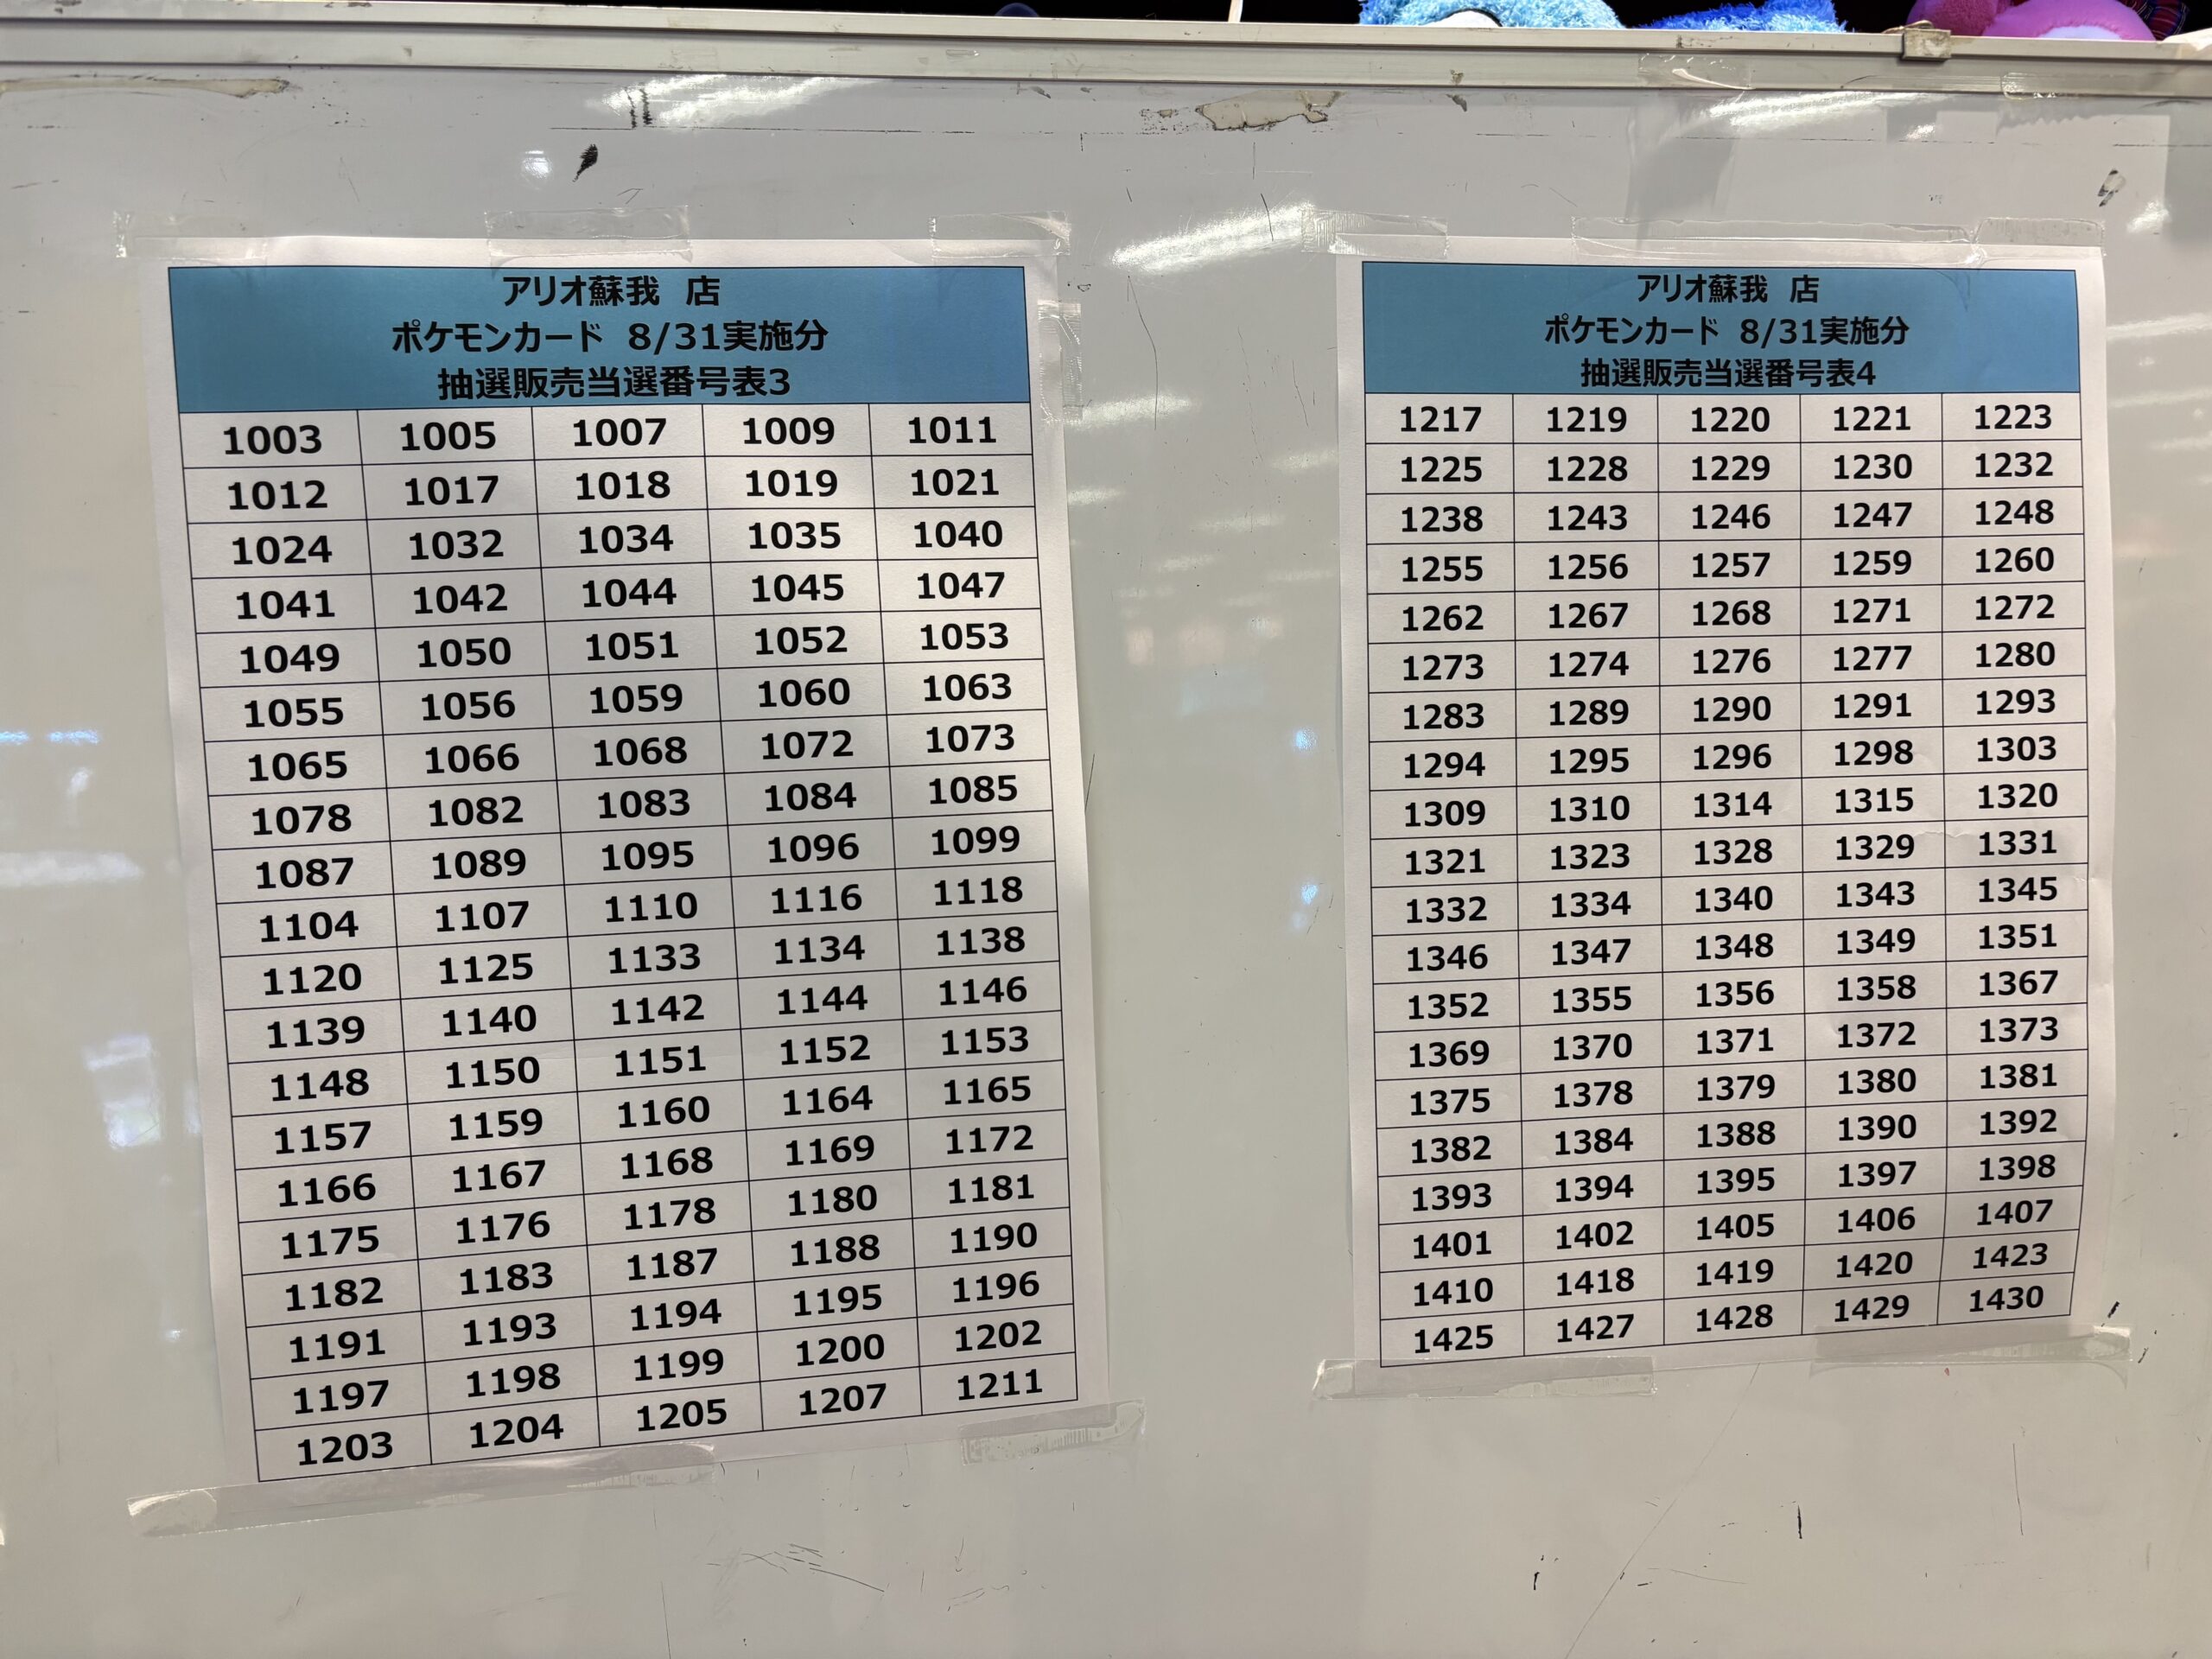 アリオ蘇我 店
ポケモンカード 8/31実施分
抽選販売当選番号表3
1003 1005 1007 1009 1011
1012 1017 1018 1019 1021
1024 1032 1034 1035 1040
1041 1042 1044 1045 1047
1049 1050 1051 1052 1053
1055 1056 1059 1060 1063
1065 1066 1068 1072 1073
1078 1082 1083 1084 1085
1087 1089 1095 1096 1099
1104 1107 1110 1116 1118
1120 1125 1133 1134 1138
1139 1140 1142 1144 1146
1148 1150 1151 1152 1153
1157 1159 1160 1164 1165
1166 1167 1168 1169 1172
1175 1176 1178 1180 1181
1182 1183 1187 1188 1190
1191 1193 1194 1195 1196
1197 1198 1199 1200 1202
1203 1204 1205 1207 1211
アリオ蘇我 店
ポケモンカード 8/31実施分
抽選販売当選番号表4
1217 1219 1220 1221 1223
1225 1228 1229 1230 1232
1238 1243 1246 1247 1248
1255 1256 1257 1259 1260
1262 1267 1268 1271 1272
1273 1274 1276 1277 1280
1283 1289 1290 1291 1293
1294 1295 1296 1298 1303
1309 1310 1314 1315 1320
1321 1323 1328 1329 1331
1332 1334 1340 1343 1345
1346 1347 1348 1349 1351
1352 1355 1356 1358 1367
1369 1370 1371 1372 1373
1375 1378 1379 1380 1381
1382 1384 1388 1390 1392
1393 1394 1395 1397 1398
1401 1402 1405 1406 1407
1410 1418 1419 1420 1423
1425 1427 1428 1429 1430